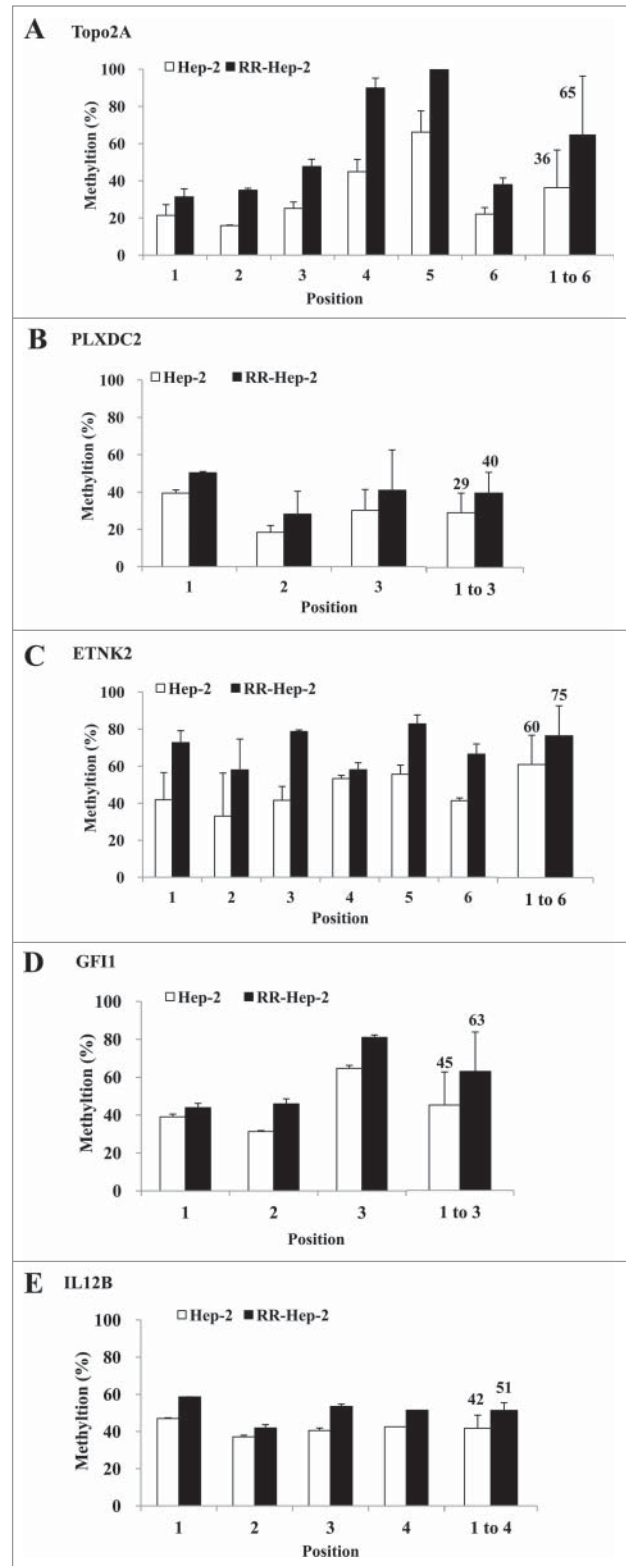 A Topo2A
Hep-2 RR-Hep-2
Methyltion (%)
100
80
60
40
20
0
36
65
1 2 3 4 5 6 1 to 6
Position
B PLXDC2
Hep-2 RR-Hep-2
Methyltion (%)
100
80
60
40
20
0
29
40
1 2 3 1 to 3
Position
C ETNK2
Hep-2 RR-Hep-2
Methyltion (%)
100
80
60
40
20
0
60
75
1 2 3 4 5 6 1 to 6
Position
D GFI1
Hep-2 RR-Hep-2
Methyltion (%)
100
80
60
40
20
0
45
63
1 2 3 1 to 3
Position
E IL12B
Hep-2 RR-Hep-2
Methyltion (%)
100
80
60
40
20
0
42
51
1 2 3 4 1 to 4
Position